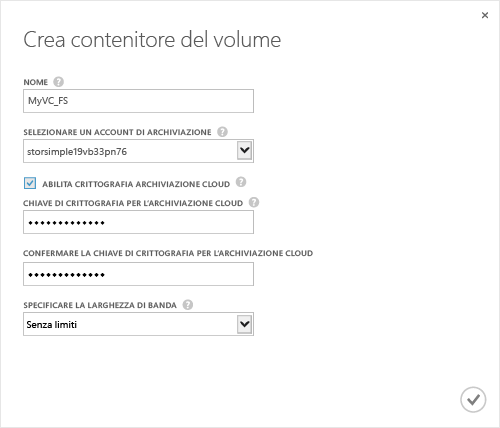 Crea contenitore del volume
NOME ?
MyVC_FS
SELEZIONARE UN ACCOUNT DI ARCHIVIAZIONE ?
storsimple19vb33pn76
ABILITA CRITTOGRAFIA ARCHIVIAZIONE CLOUD ?
CHIAVE DI CRITTOGRAFIA PER L'ARCHIVIAZIONE CLOUD ?
•••••••••••••
CONFERMARE LA CHIAVE DI CRITTOGRAFIA PER L'ARCHIVIAZIONE CLOUD
•••••••••••••
SPECIFICARE LA LARGHEZZA DI BANDA ?
Senza limiti